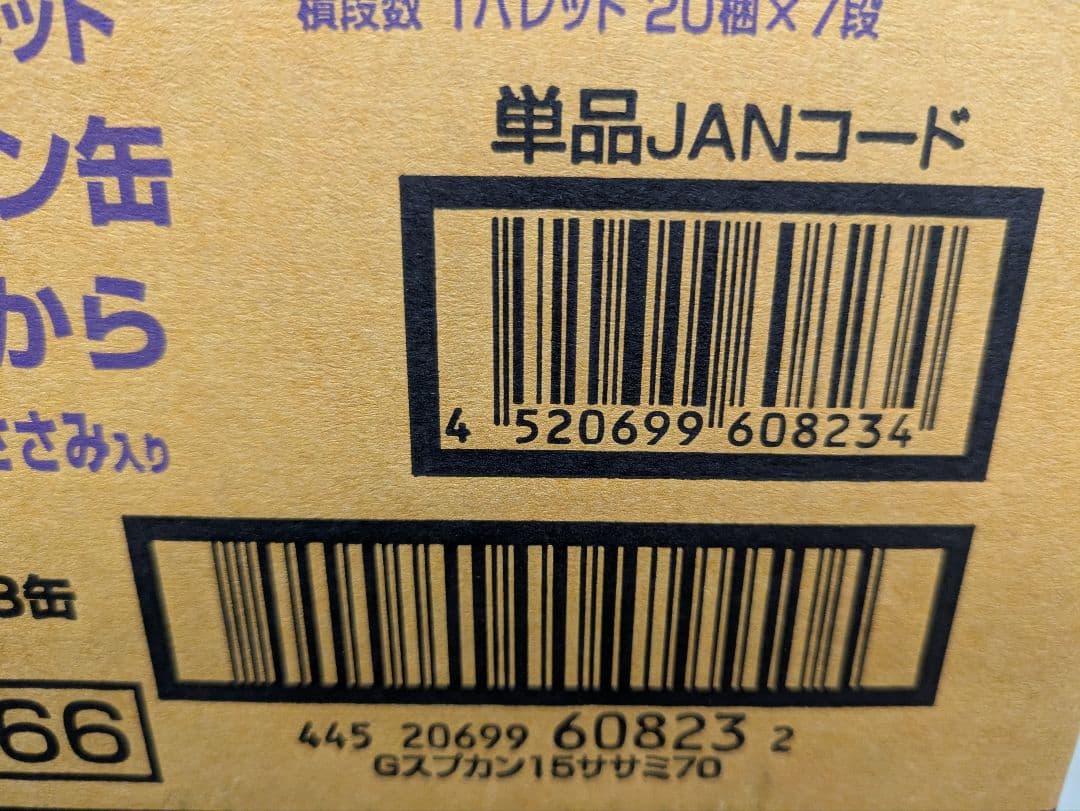 ット
積段数 1パレット 20梱×7段
単品JANコード
ン缶
から
4 520699 608234
ささみ入り
缶
66
445 20699 60823 2
Gスプカン15ササミ70